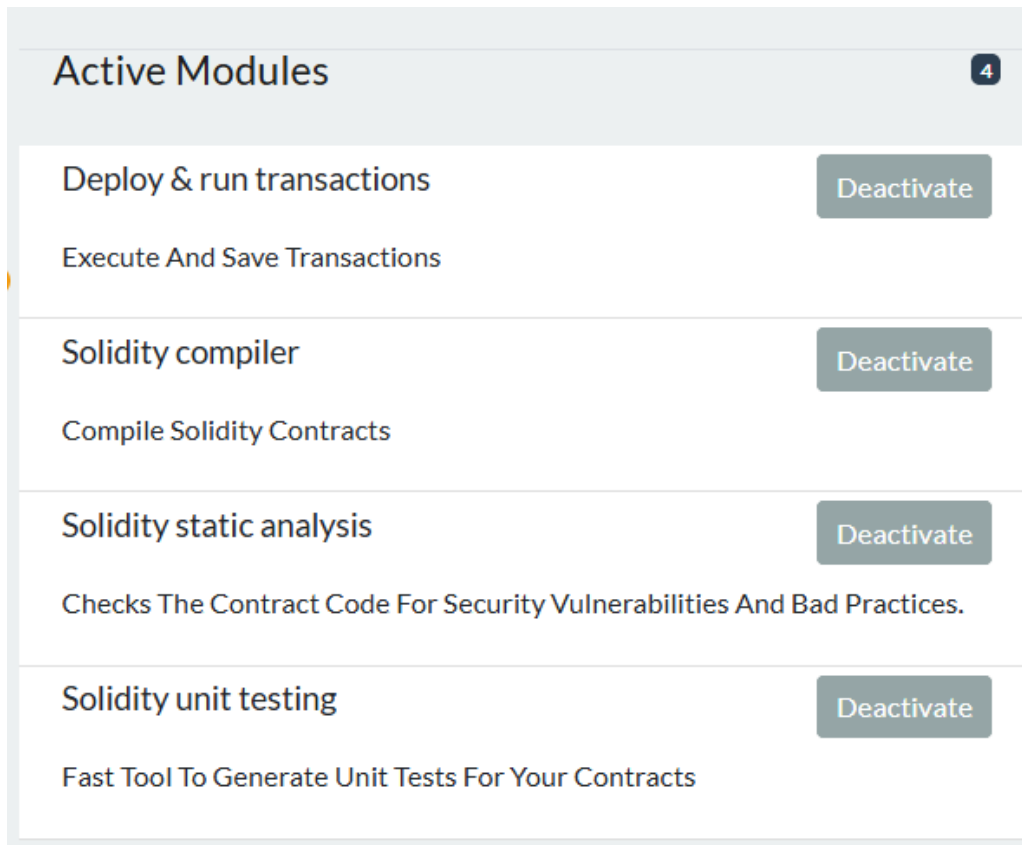 Active Modules 4
Deploy & run transactions Deactivate
Execute And Save Transactions
Solidity compiler Deactivate
Compile Solidity Contracts
Solidity static analysis Deactivate
Checks The Contract Code For Security Vulnerabilities And Bad Practices.
Solidity unit testing Deactivate
Fast Tool To Generate Unit Tests For Your Contracts